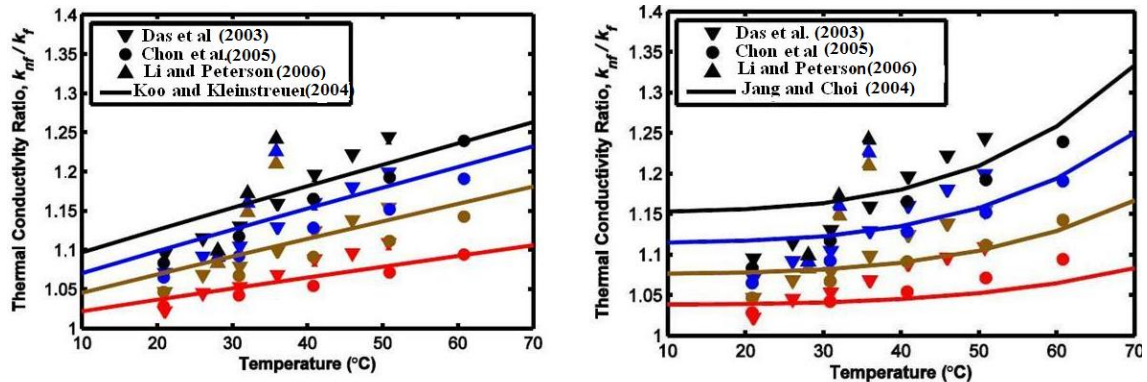 Thermal Conductivity Ratio, knf / kf
1.4
1.35
1.3
1.25
1.2
1.15
1.1
1.05
1
Das et al (2003)
Chon et al.(2005)
Li and Peterson(2006)
Koo and Kleinstreuer(2004)
10 20 30 40 50 60 70
Temperature (°C)
Thermal Conductivity Ratio, knf / kf
1.4
1.35
1.3
1.25
1.2
1.15
1.1
1.05
1
Das et al. (2003)
Chon et al (2005)
Li and Peterson(2006)
Jang and Choi (2004)
10 20 30 40 50 60 70
Temperature (°C)